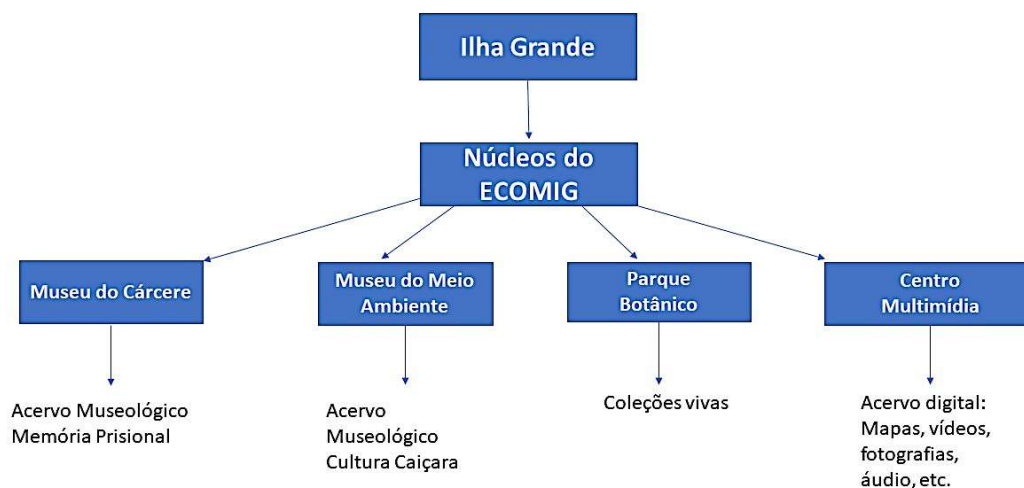 Ilha Grande
Núcleos do
ECOMIG
Museu do Cárcere
Museu do Meio
Ambiente
Parque
Botânico
Centro
Multimídia
Acervo Museológico
Memória Prisional
Acervo
Museológico
Cultura Caiçara
Coleções vivas
Acervo digital:
Mapas, vídeos,
fotografias,
áudio, etc.